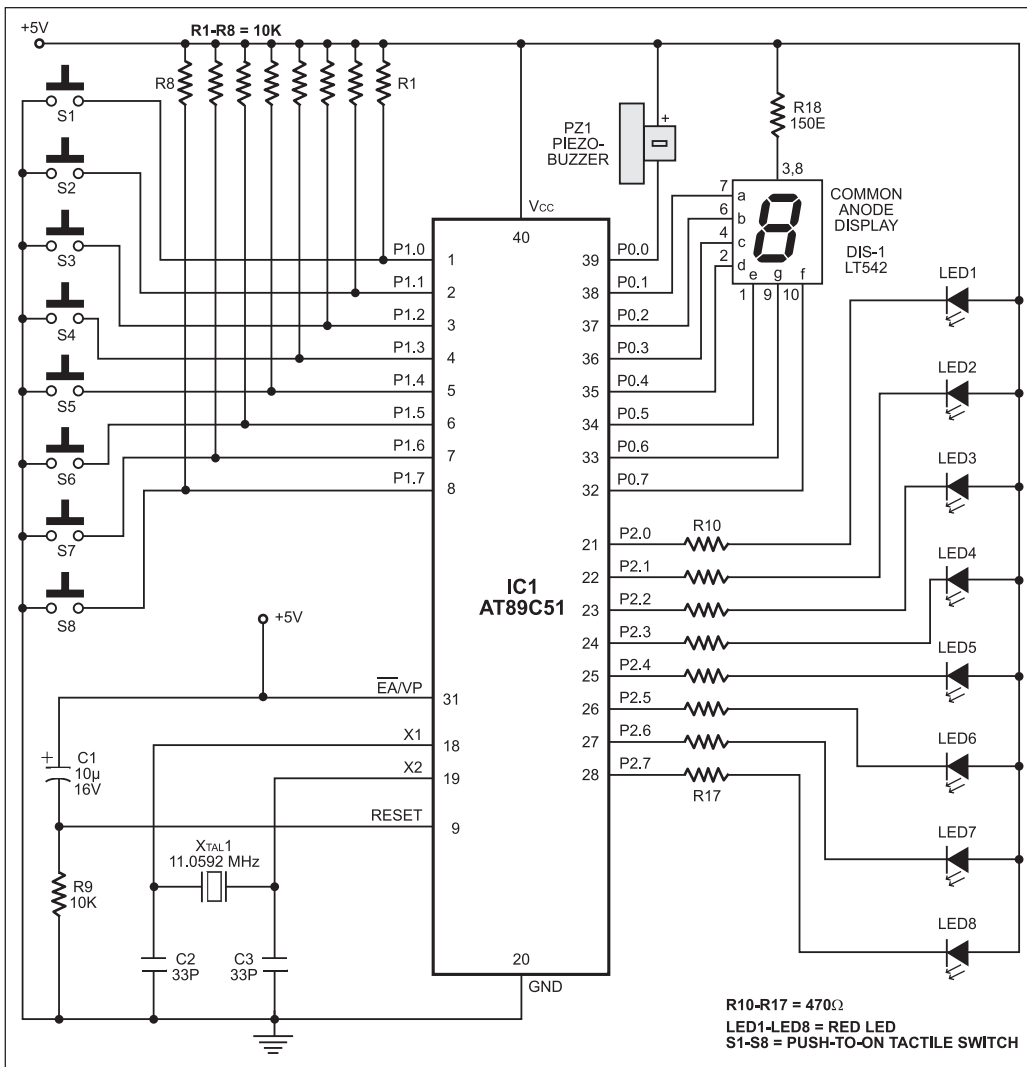 +5V
R1-R8 = 10K
R8
R1
S1
S2
S3
S4
S5
S6
S7
S8
PZ1
PIEZO-
BUZZER
+
R18
150E
3,8
7
6
4
2
a
b
c
d
e
g
f
1
9
10
COMMON
ANODE
DISPLAY
DIS-1
LT542
VCC
40
P1.0
1
P1.1
2
P1.2
3
P1.3
4
P1.4
5
P1.5
6
P1.6
7
P1.7
8
39
P0.0
38
P0.1
37
P0.2
36
P0.3
35
P0.4
34
P0.5
33
P0.6
32
P0.7
21
P2.0
R10
22
P2.1
23
P2.2
24
P2.3
25
P2.4
26
P2.5
27
P2.6
28
P2.7
R17
IC1
AT89C51
LED1
LED2
LED3
LED4
LED5
LED6
LED7
LED8
+5V
EA/VP
31
X1
18
X2
19
RESET
9
+
C1
10µ
16V
R9
10K
XTAL1
11.0592 MHz
C2
33P
C3
33P
20
GND
R10-R17 = 470Ω
LED1-LED8 = RED LED
S1-S8 = PUSH-TO-ON TACTILE SWITCH